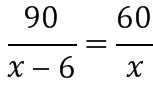 90/(x − 6) = 60/x